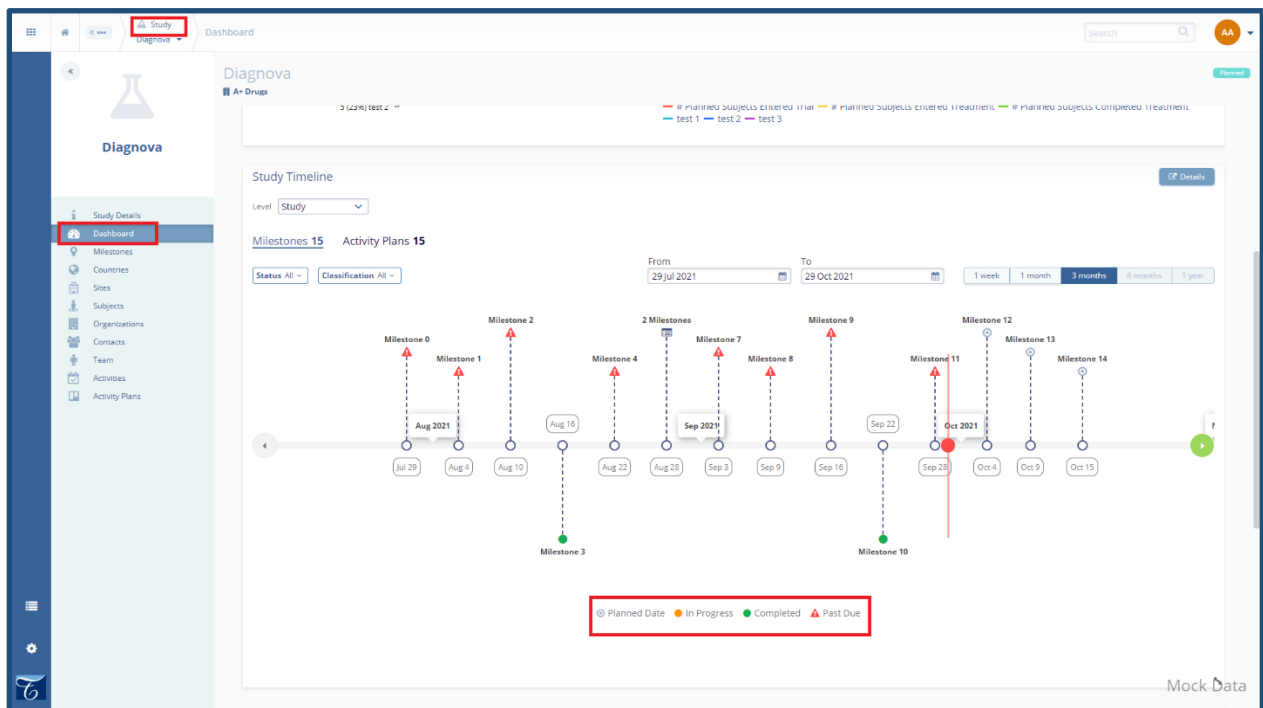 Study
Diagnova
Dashboard
Search
AA
Diagnova
A+ Drugs
Planned
Diagnova
Study Details
Dashboard
Milestones
Countries
Sites
Subjects
Organizations
Contacts
Team
Activities
Activity Plans
5 (23%) test 2
# Planned Subjects Entered Trial # Planned Subjects Entered Treatment # Planned Subjects Completed Treatment
test 1 test 2 test 3
Study Timeline
Details
Level Study
Milestones 15 Activity Plans 15
From To
Status All Classification All 29 Jul 2021 29 Oct 2021 1 week 1 month 3 months 6 months 1 year
Milestone 2 2 Milestones Milestone 9 Milestone 12
Milestone 0 Milestone 7 Milestone 13
Milestone 1 Milestone 4 Milestone 8 Milestone 11 Milestone 14
Aug 2021 Aug 16 Sep 2021 Sep 22 Oct 2021
Jul 29 Aug 4 Aug 10 Aug 22 Aug 28 Sep 3 Sep 9 Sep 16 Sep 28 Oct 4 Oct 9 Oct 15
Milestone 3 Milestone 10
Planned Date In Progress Completed Past Due
Mock Data